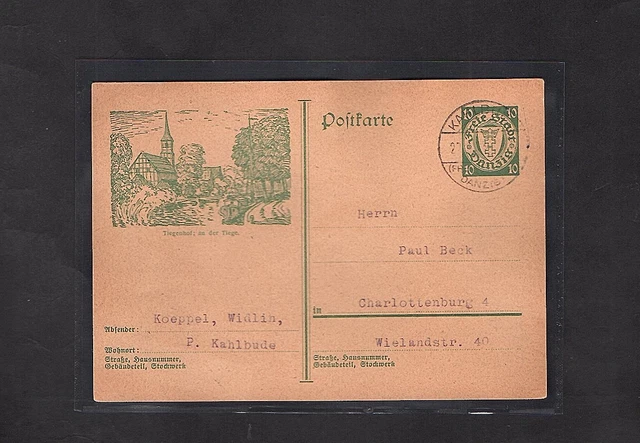 Postkarte
10 10
Freie Stadt
Danzig
10 10
DANZIG
Tiegenhof; an der Tiege.
Herrn
Paul Beck
in Charlottenburg 4
Wielandstr. 40
Straße, Hausnummer,
Gebäudeteil, Stockwerk
Koeppel, Widlin,
Absender:
P. Kahlbude
Wohnort:
Straße, Hausnummer,
Gebäudeteil, Stockwerk